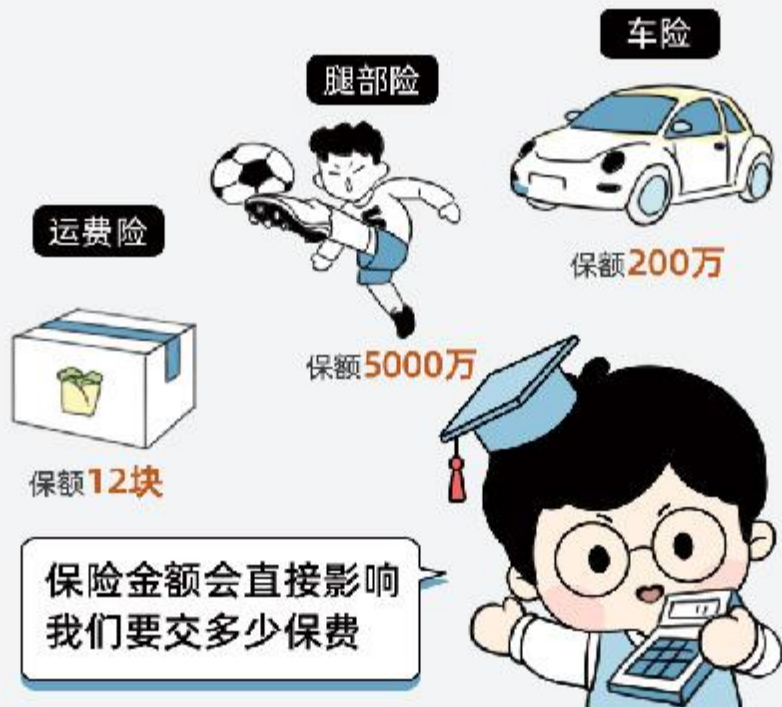 车险
腿部险
运费险
保额200万
保额5000万
保额12块
保险金额会直接影响
我们要交多少保费